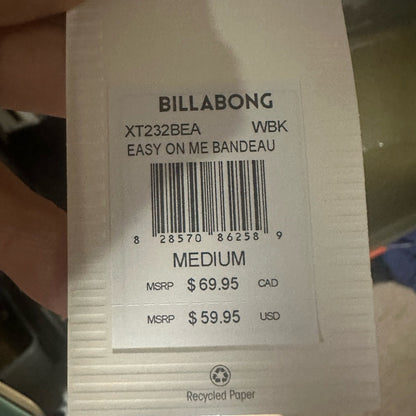 BILLABONG
XT232BEA WBK
EASY ON ME BANDEAU
8 28570 86258 9
MEDIUM
MSRP $69.95 CAD
MSRP $59.95 USD
Recycled Paper